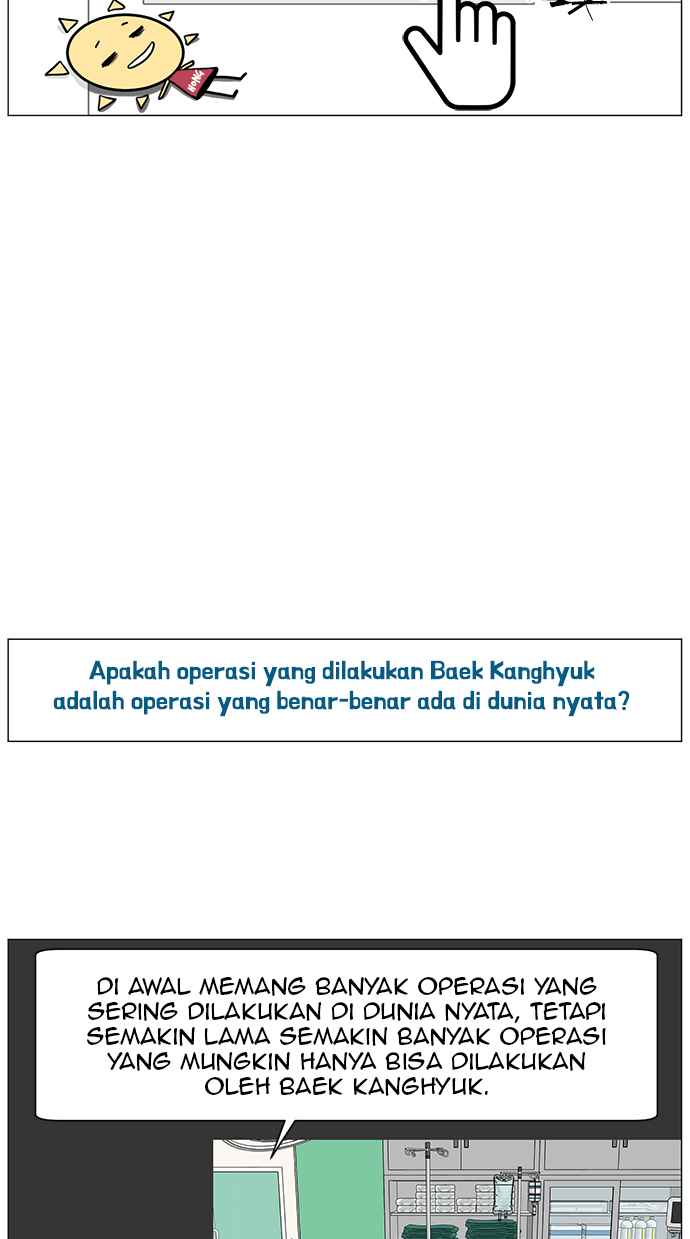 HONG
Apakah operasi yang dilakukan Baek Kanghyuk
adalah operasi yang benar-benar ada di dunia nyata?
DI AWAL MEMANG BANYAK OPERASI YANG
SERING DILAKUKAN DI DUNIA NYATA, TETAPI
SEMAKIN LAMA SEMAKIN BANYAK OPERASI
YANG MUNGKIN HANYA BISA DILAKUKAN
OLEH BAEK KANGHYUK.